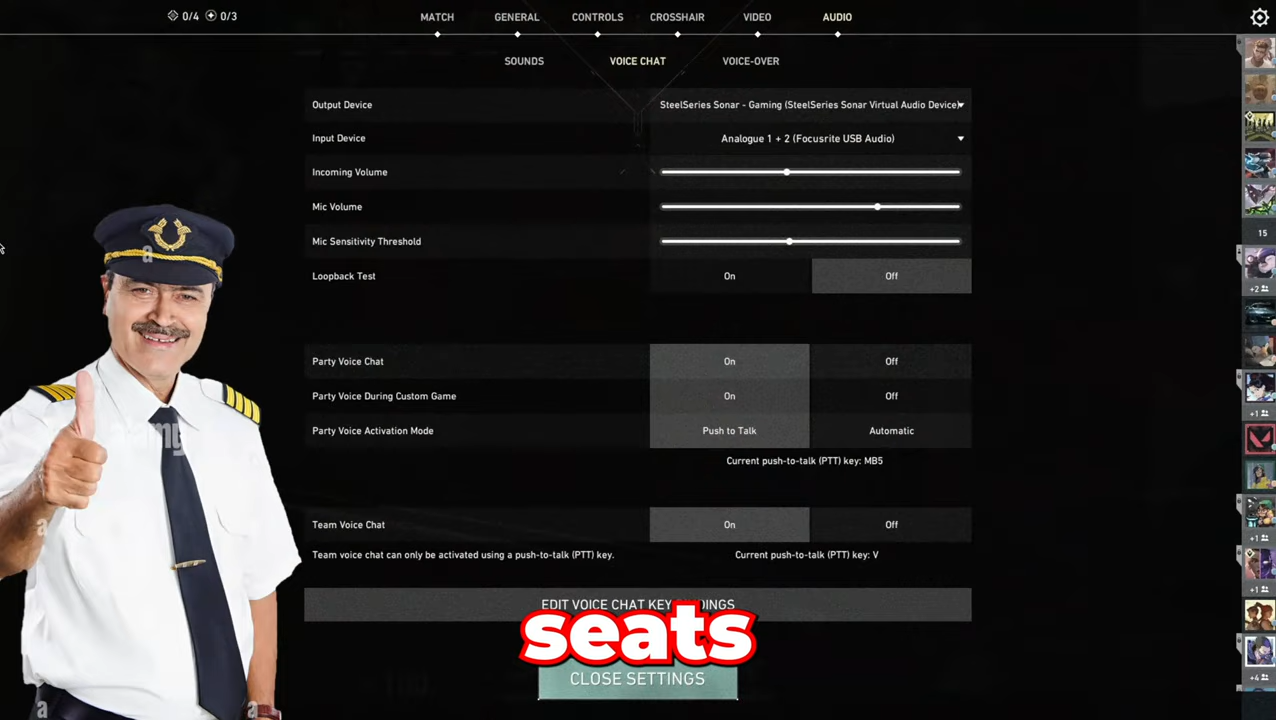 0/4 0/3
MATCH GENERAL CONTROLS CROSSHAIR VIDEO AUDIO
SOUNDS VOICE CHAT VOICE-OVER
Output Device SteelSeries Sonar - Gaming (SteelSeries Sonar Virtual Audio Device)
Input Device Analogue 1 + 2 (Focusrite USB Audio)
Incoming Volume
Mic Volume
Mic Sensitivity Threshold
Loopback Test On Off
Party Voice Chat On Off
Party Voice During Custom Game On Off
Party Voice Activation Mode Push to Talk Automatic
Current push-to-talk (PTT) key: MB5
Team Voice Chat On Off
Team voice chat can only be activated using a push-to-talk (PTT) key. Current push-to-talk (PTT) key: V
EDIT VOICE CHAT KEY
seats
CLOSE SETTINGS
15
+2
+1
+1
+1
+4
a
a
a
a
a